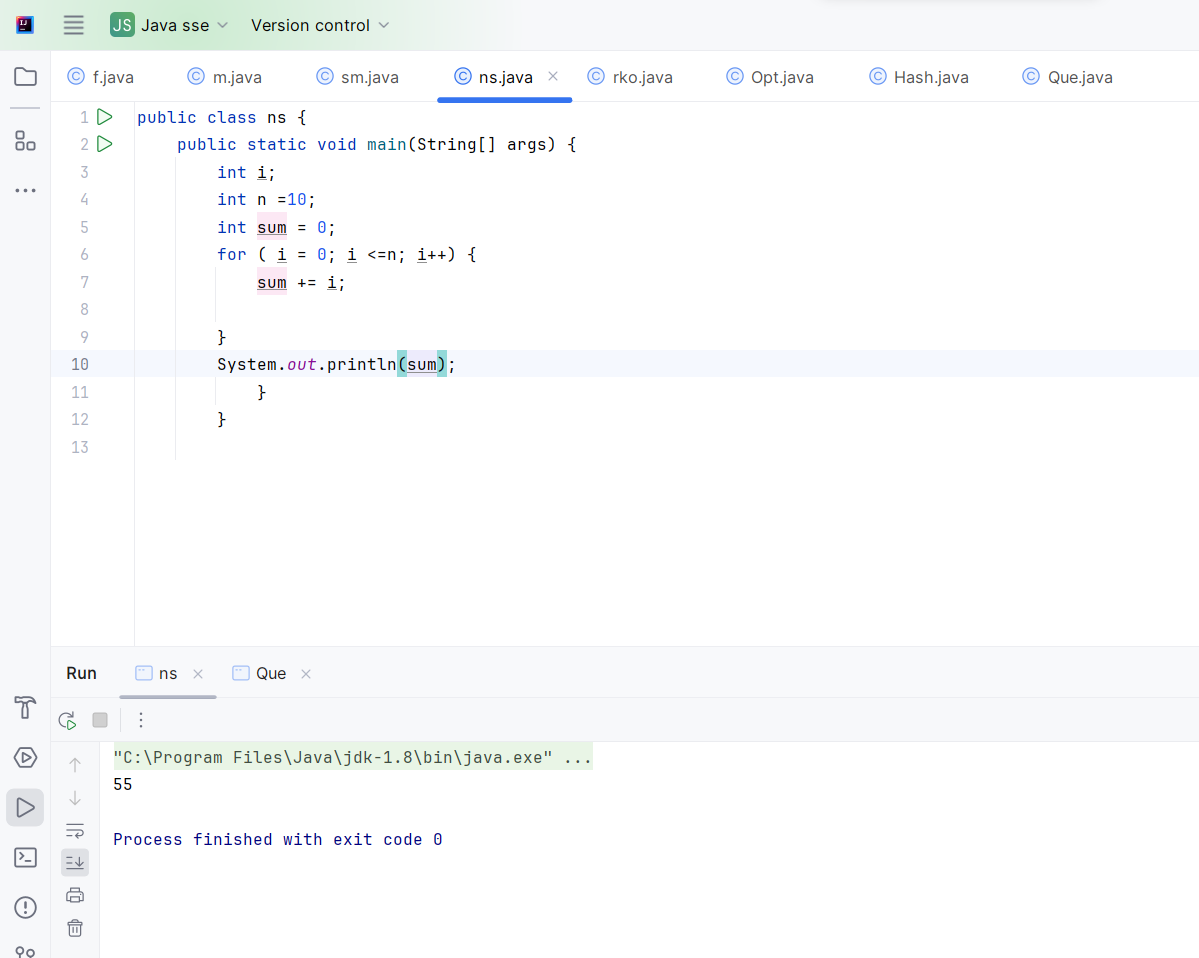 IJ JS Java sse Version control
f.java m.java sm.java ns.java rko.java Opt.java Hash.java Que.java
1 public class ns {
2     public static void main(String[] args) {
3         int i;
4         int n =10;
5         int sum = 0;
6         for ( i = 0; i <=n; i++) {
7             sum += i;
8
9         }
10         System.out.println(sum);
11             }
12         }
13
Run ns Que
"C:\Program Files\Java\jdk-1.8\bin\java.exe" ...
55
Process finished with exit code 0